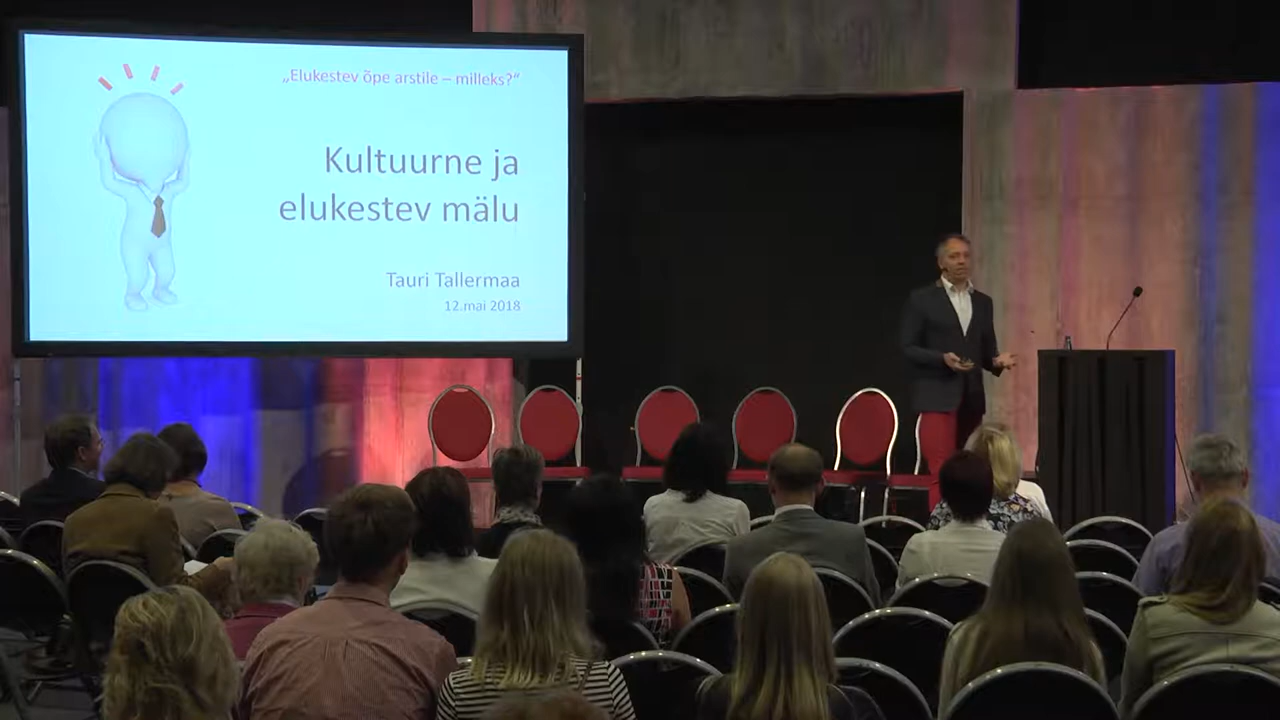 „Elukestev õpe arstile – milleks?“
Kultuurne ja
elukestev mälu
Tauri Tallermaa
12.mai 2018